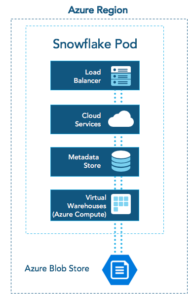 Azure Region
Snowflake Pod
Load
Balancer
Cloud
Services
Metadata
Store
Virtual
Warehouses
(Azure Compute)
Azure Blob Store